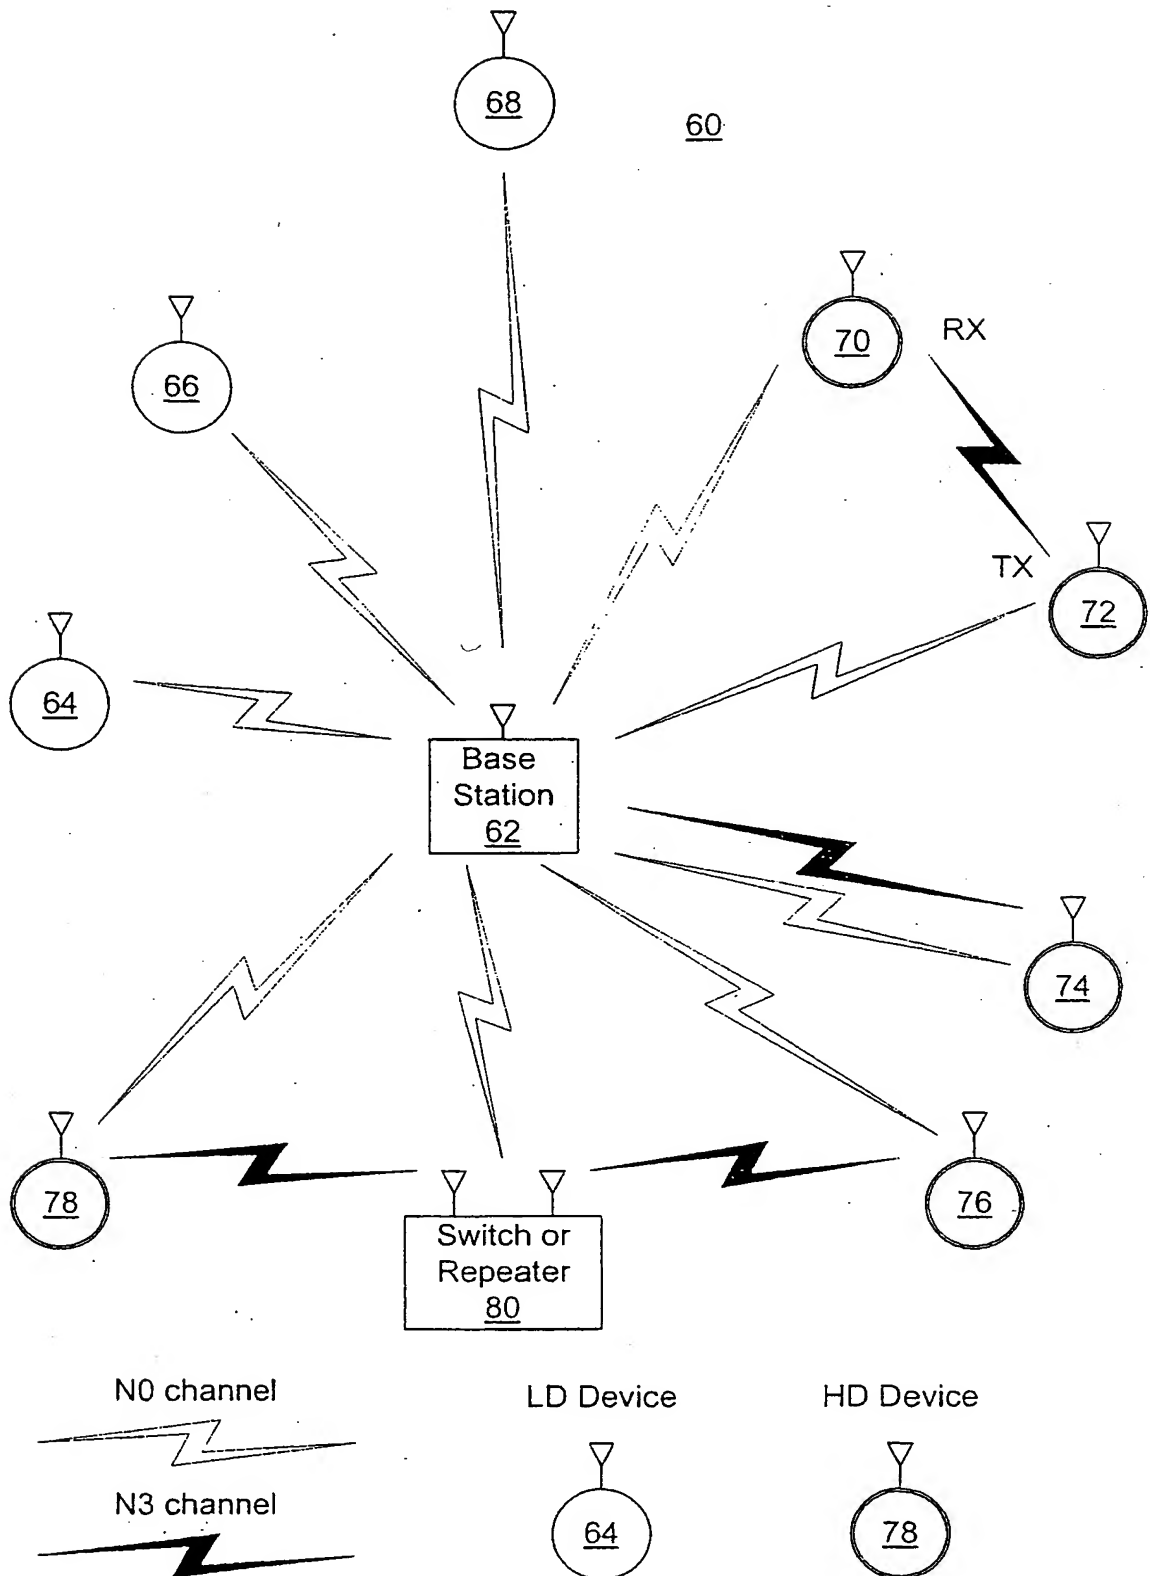 68
60
70
RX
66
TX
72
64
Base
Station
62
74
78
76
Switch or
Repeater
80
N0 channel
LD Device
HD Device
N3 channel
64
78